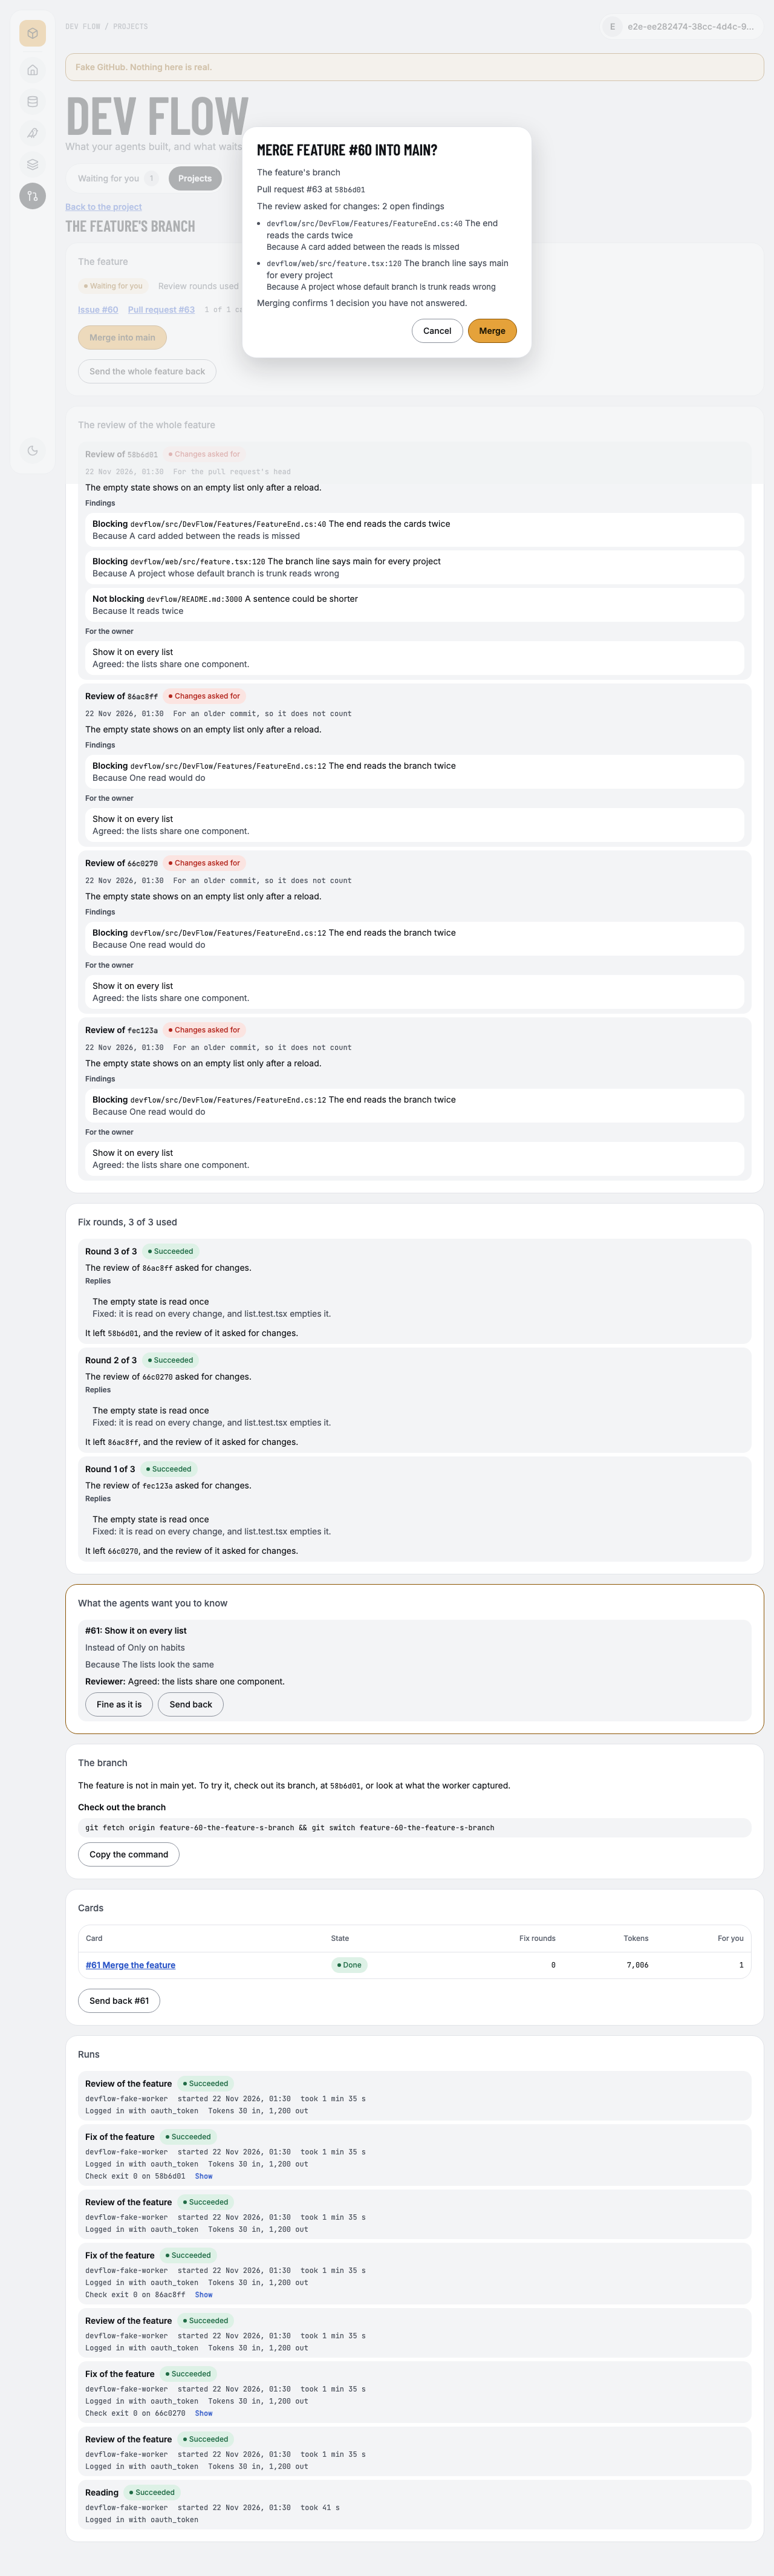 DEV FLOW / PROJECTS
E e2e-ee282474-38cc-4d4c-9...
Fake GitHub. Nothing here is real.
DEV FLOW
What your agents built, and what waits
Waiting for you 1 Projects
Back to the project
THE FEATURE'S BRANCH
The feature
Waiting for you Review rounds used
Issue #60 Pull request #63 1 of 1
Merge into main
Send the whole feature back
MERGE FEATURE #60 INTO MAIN?
The feature's branch
Pull request #63 at 58b6d01
The review asked for changes: 2 open findings
devflow/src/DevFlow/Features/FeatureEnd.cs:40 The end
reads the cards twice
Because A card added between the reads is missed
devflow/web/src/feature.tsx:120 The branch line says main
for every project
Because A project whose default branch is trunk reads wrong
Merging confirms 1 decision you have not answered.
Cancel Merge
The review of the whole feature
Review of 58b6d01 Changes asked for
22 Nov 2026, 01:30 For the pull request's head
The empty state shows on an empty list only after a reload.
Findings
Blocking devflow/src/DevFlow/Features/FeatureEnd.cs:40 The end reads the cards twice
Because A card added between the reads is missed
Blocking devflow/web/src/feature.tsx:120 The branch line says main for every project
Because A project whose default branch is trunk reads wrong
Not blocking devflow/README.md:3000 A sentence could be shorter
Because It reads twice
For the owner
Show it on every list
Agreed: the lists share one component.
Review of 86ac8ff Changes asked for
22 Nov 2026, 01:30 For an older commit, so it does not count
The empty state shows on an empty list only after a reload.
Findings
Blocking devflow/src/DevFlow/Features/FeatureEnd.cs:12 The end reads the branch twice
Because One read would do
For the owner
Show it on every list
Agreed: the lists share one component.
Review of 66c0270 Changes asked for
22 Nov 2026, 01:30 For an older commit, so it does not count
The empty state shows on an empty list only after a reload.
Findings
Blocking devflow/src/DevFlow/Features/FeatureEnd.cs:12 The end reads the branch twice
Because One read would do
For the owner
Show it on every list
Agreed: the lists share one component.
Review of fec123a Changes asked for
22 Nov 2026, 01:30 For an older commit, so it does not count
The empty state shows on an empty list only after a reload.
Findings
Blocking devflow/src/DevFlow/Features/FeatureEnd.cs:12 The end reads the branch twice
Because One read would do
For the owner
Show it on every list
Agreed: the lists share one component.
Fix rounds, 3 of 3 used
Round 3 of 3 Succeeded
The review of 86ac8ff asked for changes.
Replies
The empty state is read once
Fixed: it is read on every change, and list.test.tsx empties it.
It left 58b6d01, and the review of it asked for changes.
Round 2 of 3 Succeeded
The review of 66c0270 asked for changes.
Replies
The empty state is read once
Fixed: it is read on every change, and list.test.tsx empties it.
It left 86ac8ff, and the review of it asked for changes.
Round 1 of 3 Succeeded
The review of fec123a asked for changes.
Replies
The empty state is read once
Fixed: it is read on every change, and list.test.tsx empties it.
It left 66c0270, and the review of it asked for changes.
What the agents want you to know
#61: Show it on every list
Instead of Only on habits
Because The lists look the same
Reviewer: Agreed: the lists share one component.
Fine as it is Send back
The branch
The feature is not in main yet. To try it, check out its branch, at 58b6d01, or look at what the worker captured.
Check out the branch
git fetch origin feature-60-the-feature-s-branch && git switch feature-60-the-feature-s-branch
Copy the command
Cards
Card State Fix rounds Tokens For you
#61 Merge the feature Done 0 7,006 1
Send back #61
Runs
Review of the feature Succeeded
devflow-fake-worker started 22 Nov 2026, 01:30 took 1 min 35 s
Logged in with oauth_token Tokens 30 in, 1,200 out
Fix of the feature Succeeded
devflow-fake-worker started 22 Nov 2026, 01:30 took 1 min 35 s
Logged in with oauth_token Tokens 30 in, 1,200 out
Check exit 0 on 58b6d01 Show
Review of the feature Succeeded
devflow-fake-worker started 22 Nov 2026, 01:30 took 1 min 35 s
Logged in with oauth_token Tokens 30 in, 1,200 out
Fix of the feature Succeeded
devflow-fake-worker started 22 Nov 2026, 01:30 took 1 min 35 s
Logged in with oauth_token Tokens 30 in, 1,200 out
Check exit 0 on 86ac8ff Show
Review of the feature Succeeded
devflow-fake-worker started 22 Nov 2026, 01:30 took 1 min 35 s
Logged in with oauth_token Tokens 30 in, 1,200 out
Fix of the feature Succeeded
devflow-fake-worker started 22 Nov 2026, 01:30 took 1 min 35 s
Logged in with oauth_token Tokens 30 in, 1,200 out
Check exit 0 on 66c0270 Show
Review of the feature Succeeded
devflow-fake-worker started 22 Nov 2026, 01:30 took 1 min 35 s
Logged in with oauth_token Tokens 30 in, 1,200 out
Reading Succeeded
devflow-fake-worker started 22 Nov 2026, 01:30 took 41 s
Logged in with oauth_token